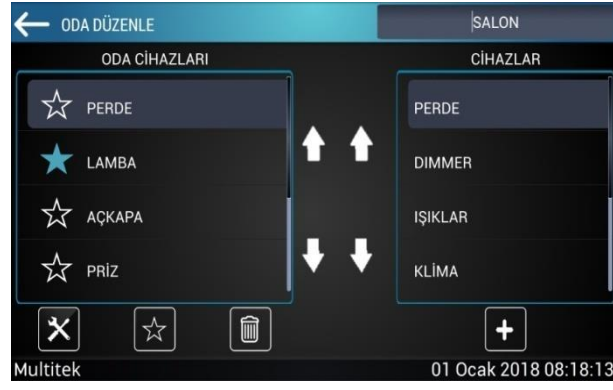 ODA DÜZENLE
SALON
ODA CİHAZLARI
PERDE
LAMBA
AÇKAPA
PRİZ
CİHAZLAR
PERDE
DIMMER
IŞIKLAR
KLİMA
Multitek
01 Ocak 2018 08:18:13